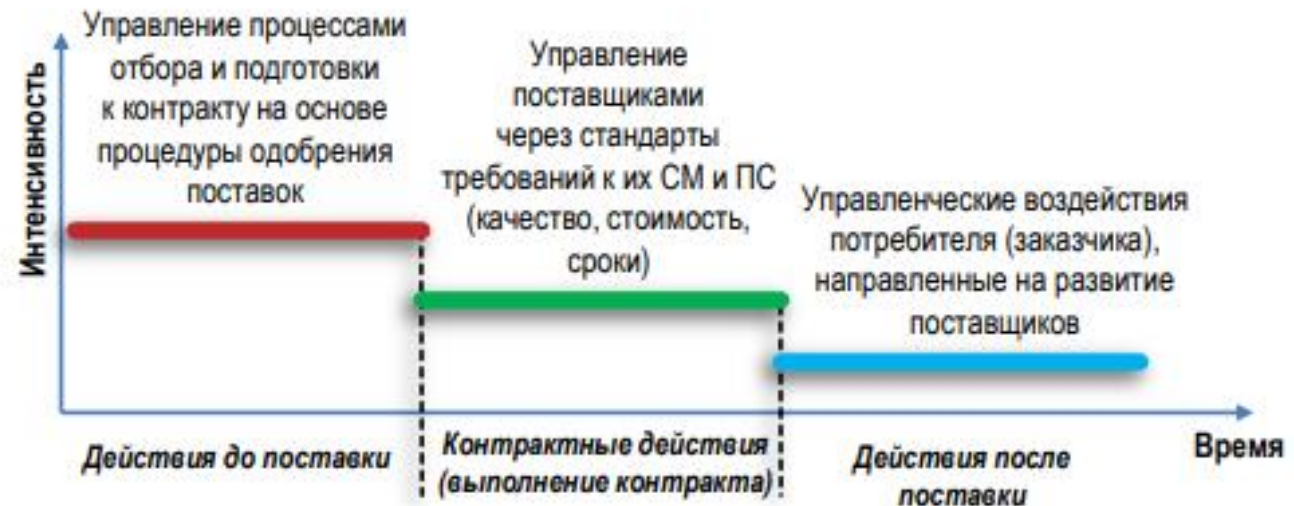 Интенсивность
Управление процессами
отбора и подготовки
к контракту на основе
процедуры одобрения
поставок
Управление
поставщиками
через стандарты
требований к их СМ и ПС
(качество, стоимость,
сроки)
Управленческие воздействия
потребителя (заказчика),
направленные на развитие
поставщиков
Действия до поставки
Контрактные действия
(выполнение контракта)
Действия после
поставки
Время